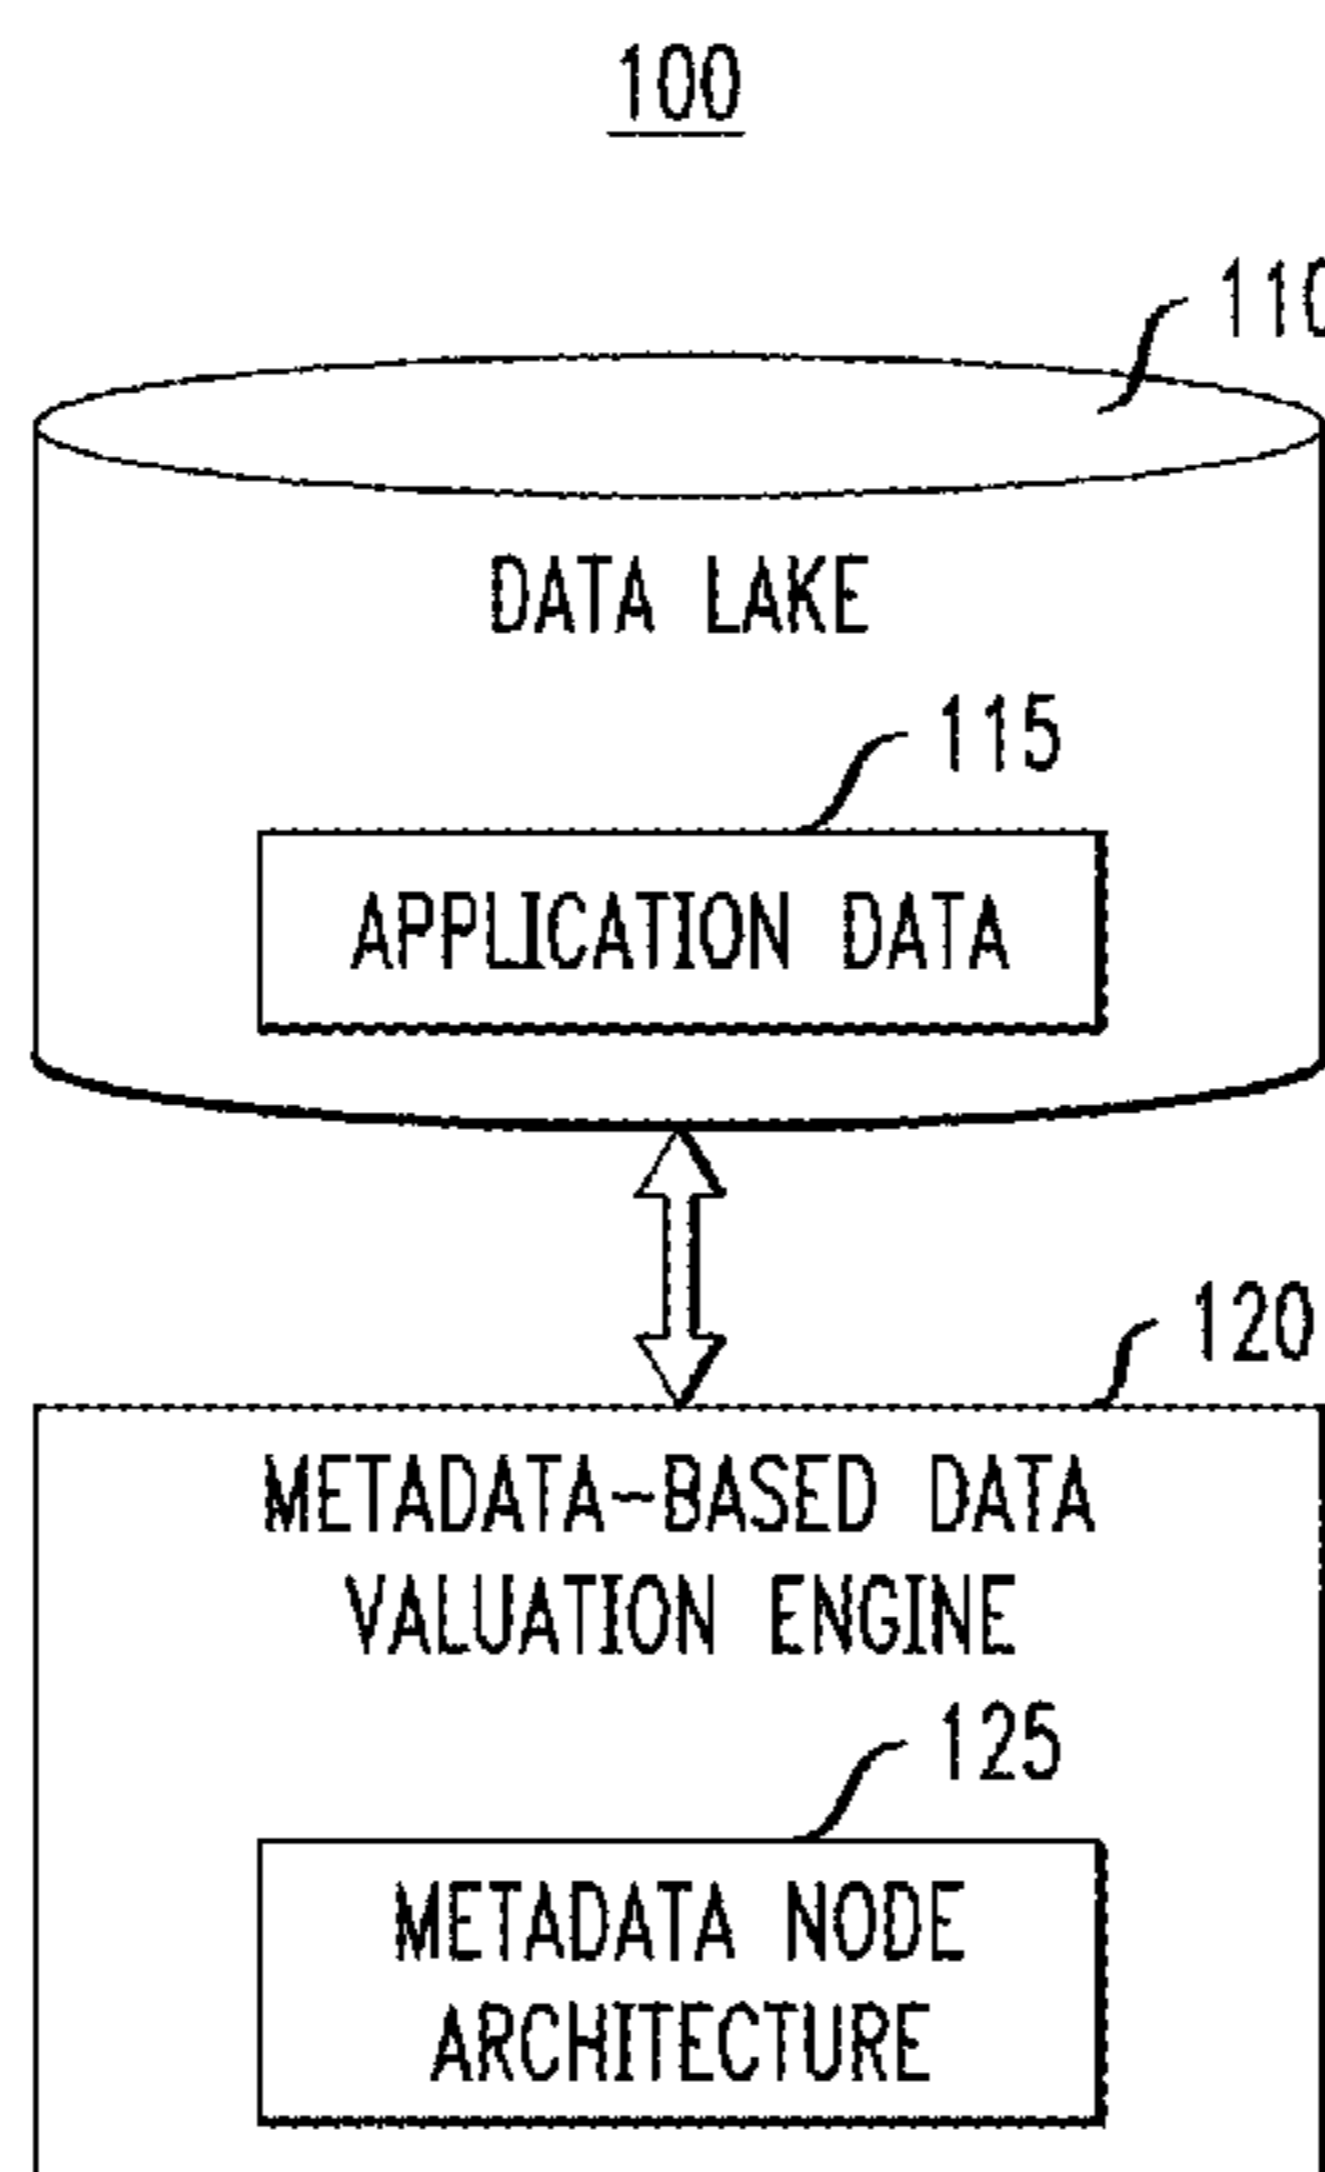 100
110
DATA LAKE
115
APPLICATION DATA
120
METADATA-BASED DATA
VALUATION ENGINE
125
METADATA NODE
ARCHITECTURE